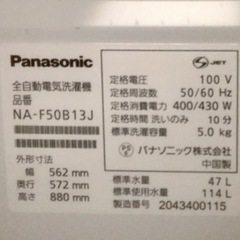 Panasonic
全自動電気洗濯機
品番
NA-F50B13J
外形寸法
幅 562 mm
奥行 572 mm
高さ 880 mm
JET
定格電圧 100 V
定格周波数 50/60 Hz
定格消費電力 400/430 W
定格時間 洗いのみ 10分
標準洗濯容量 5.0 kg
PS E パナソニック株式会社
中国製
標準水量 47 L
標準使用水量 114 L
製造番号 2043400115